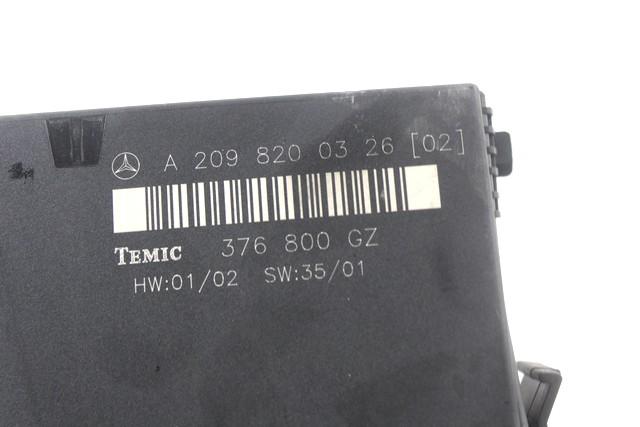 A 209 820 03 26 [02]
TEMIC 376 800 GZ
HW:01/02 SW:35/01